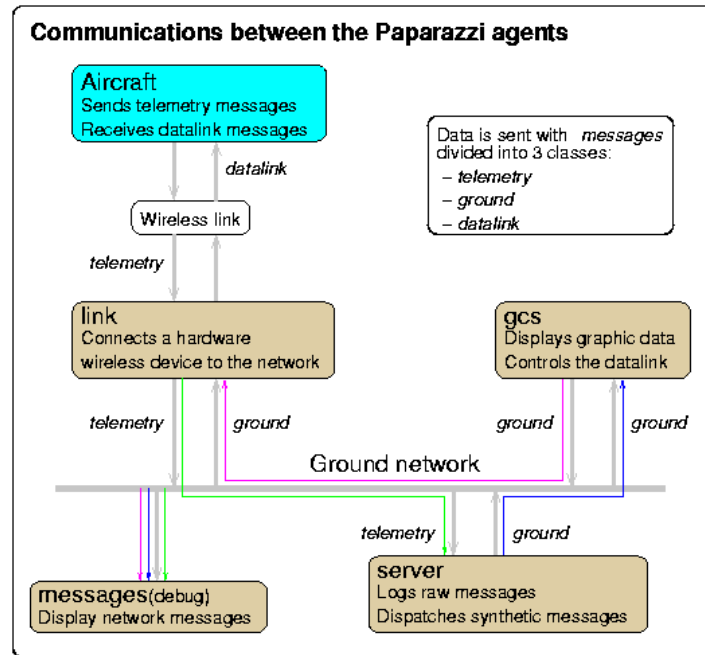 Communications between the Paparazzi agents
Aircraft
Sends telemetry messages
Receives datalink messages
Data is sent with messages
divided into 3 classes:
– telemetry
– ground
– datalink
datalink
Wireless link
telemetry
link
Connects a hardware
wireless device to the network
gcs
Displays graphic data
Controls the datalink
telemetry
ground
ground
ground
Ground network
telemetry
ground
messages(debug)
Display network messages
server
Logs raw messages
Dispatches synthetic messages